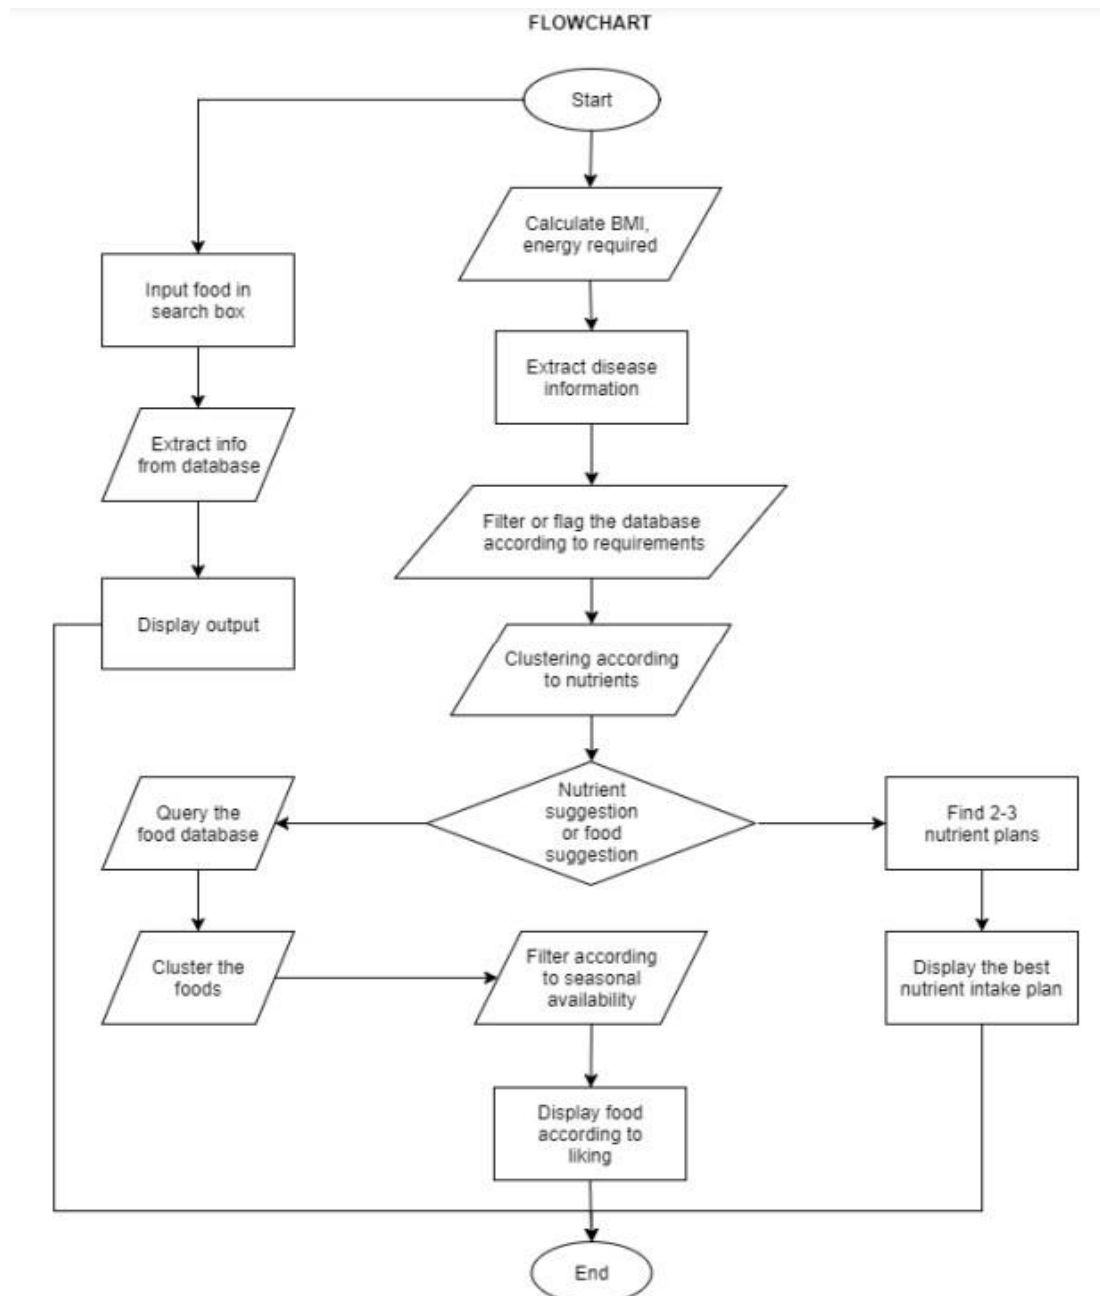 FLOWCHART
Start
Calculate BMI,
energy required
Input food in
search box
Extract disease
information
Extract info
from database
Filter or flag the database
according to requirements
Display output
Clustering according
to nutrients
Nutrient
suggestion
or food
suggestion
Query the
food database
Find 2-3
nutrient plans
Cluster the
foods
Filter according
to seasonal
availability
Display the best
nutrient intake plan
Display food
according to
liking
End